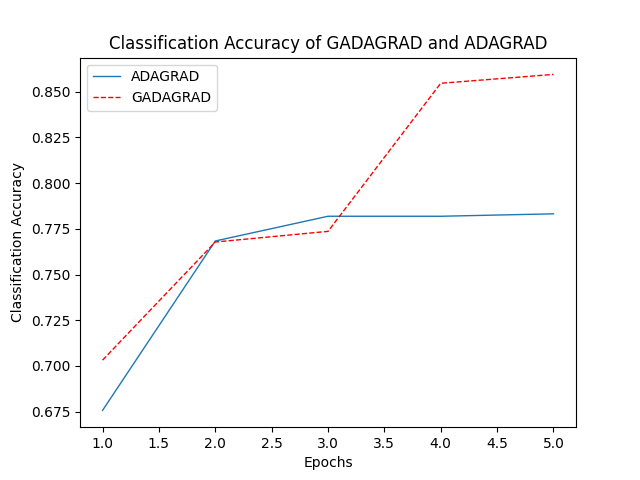 Classification Accuracy of GADAGRAD and ADAGRAD
ADAGRAD
GADAGRAD
Classification Accuracy
0.850
0.825
0.800
0.775
0.750
0.725
0.700
0.675
1.0 1.5 2.0 2.5 3.0 3.5 4.0 4.5 5.0
Epochs